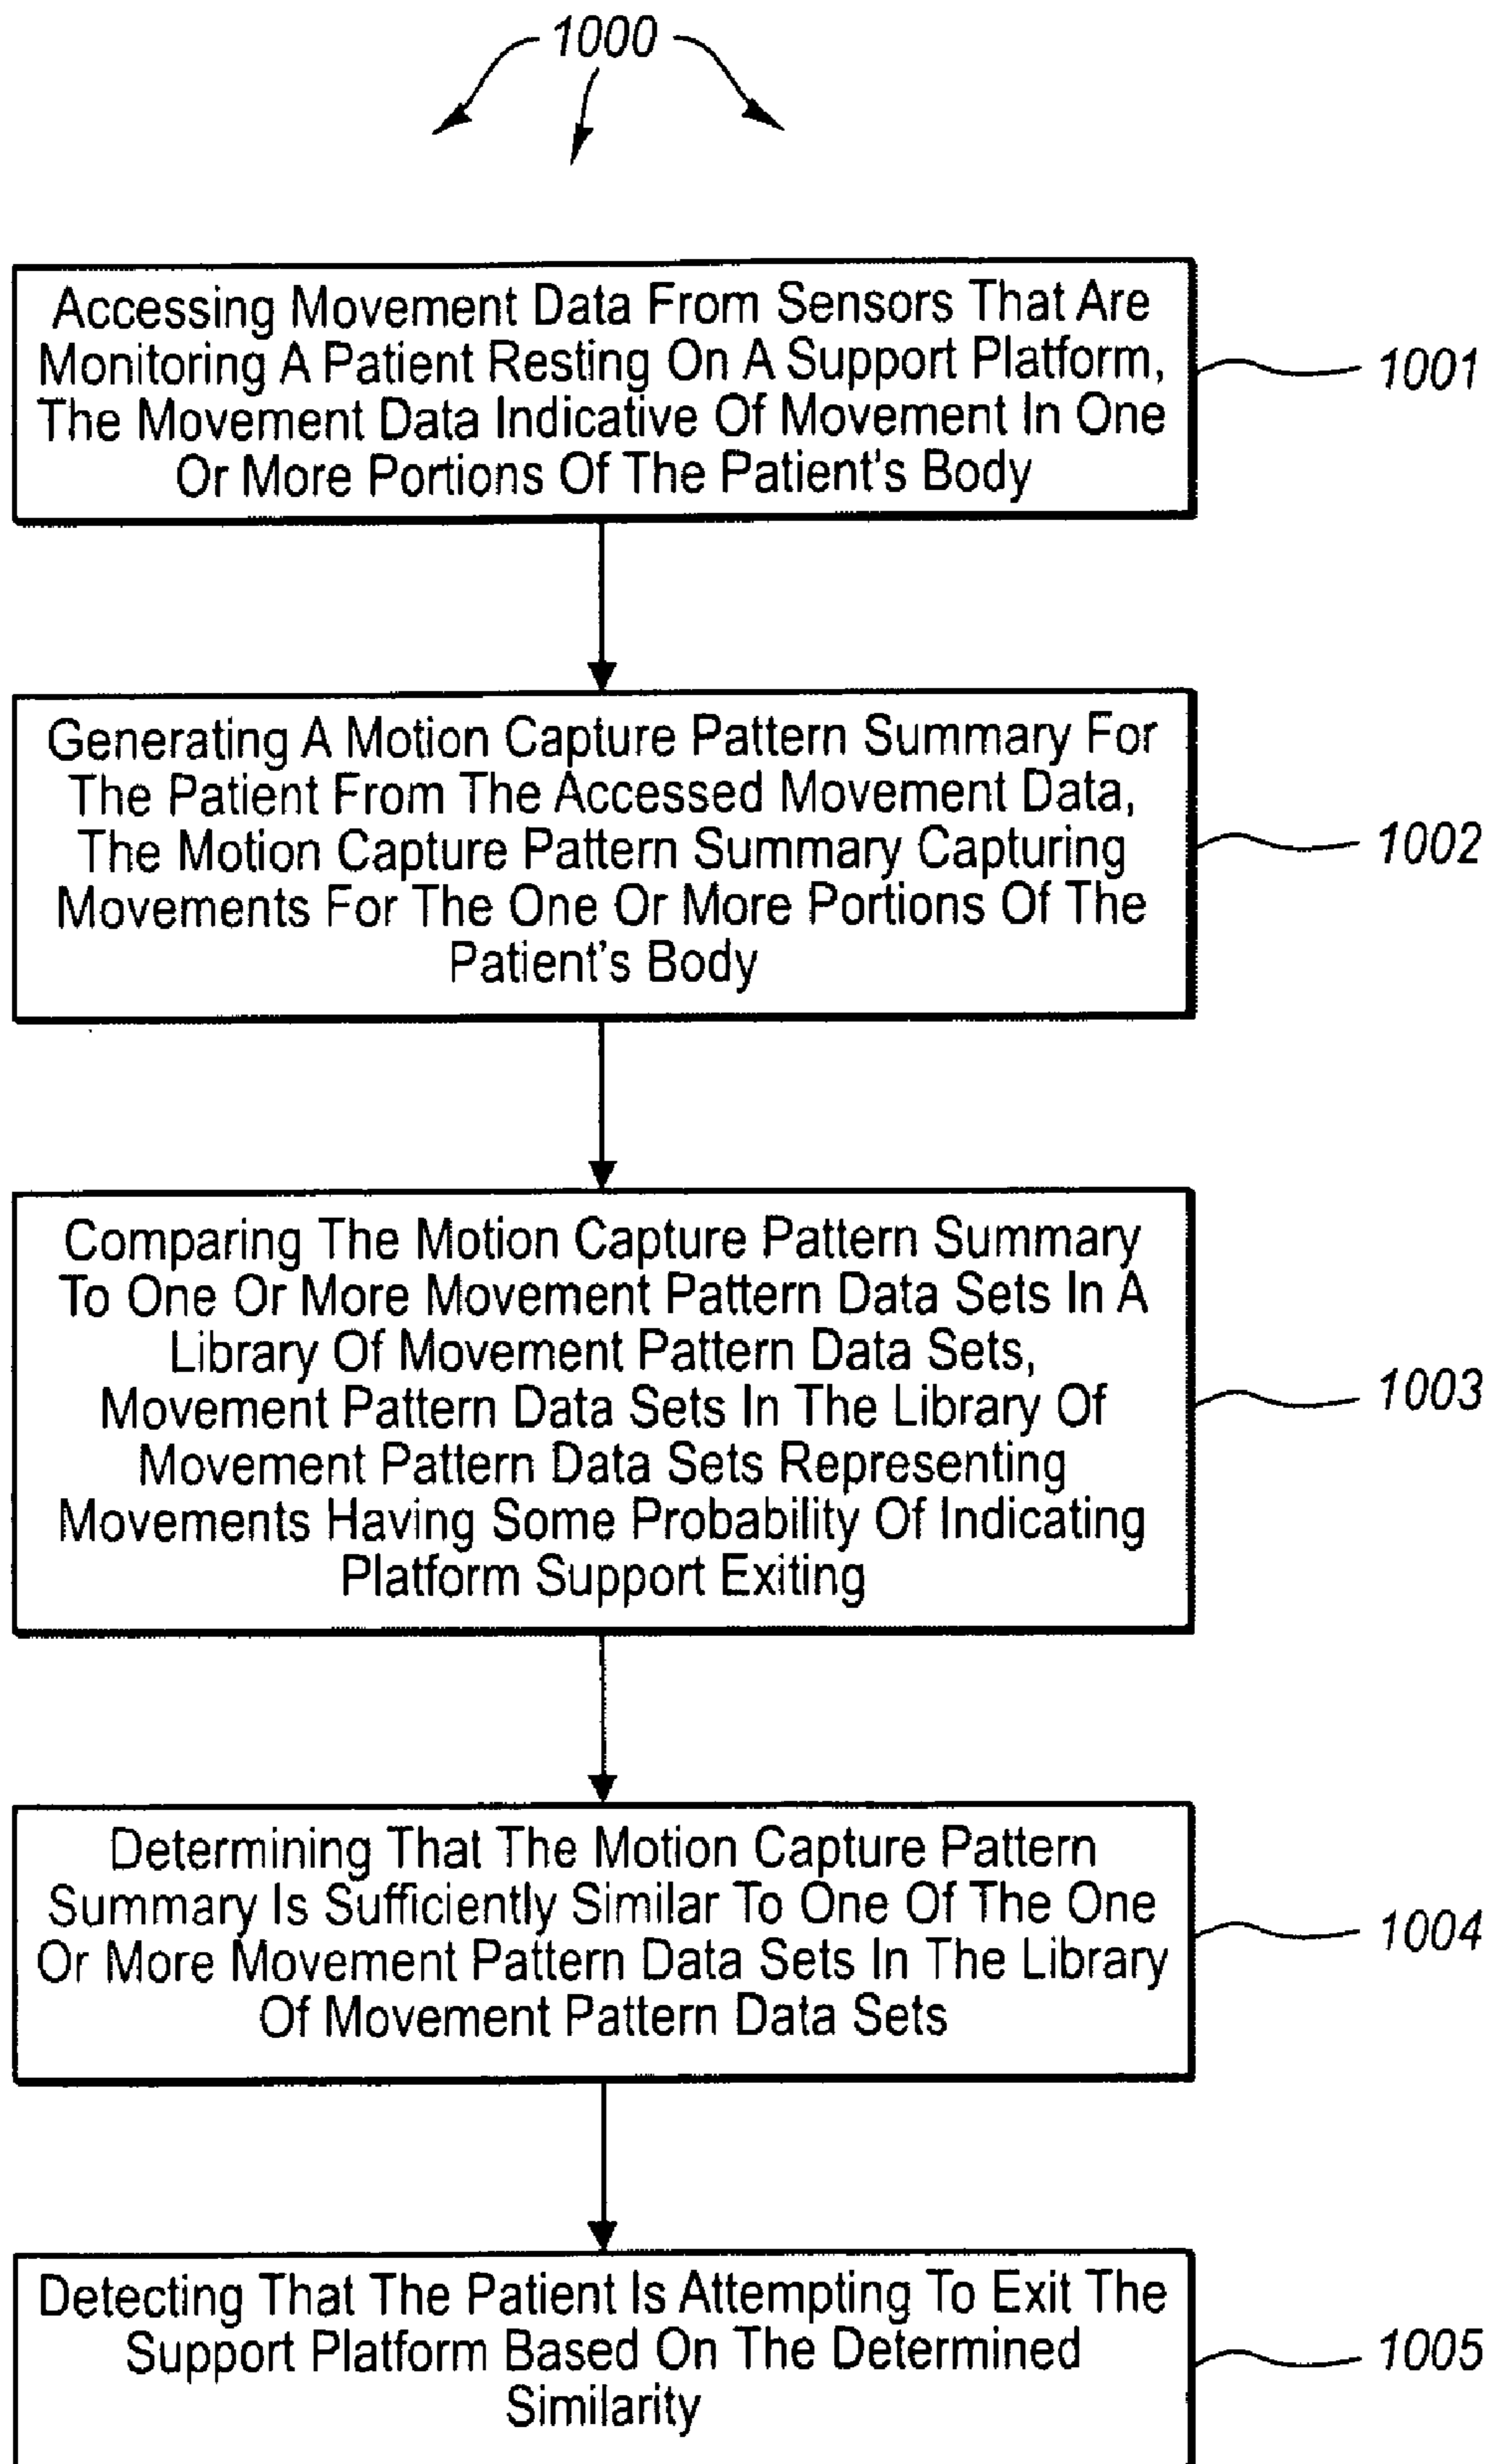 1000
Accessing Movement Data From Sensors That Are
Monitoring A Patient Resting On A Support Platform,
The Movement Data Indicative Of Movement In One
Or More Portions Of The Patient's Body
1001
Generating A Motion Capture Pattern Summary For
The Patient From The Accessed Movement Data,
The Motion Capture Pattern Summary Capturing
Movements For The One Or More Portions Of The
Patient's Body
1002
Comparing The Motion Capture Pattern Summary
To One Or More Movement Pattern Data Sets In A
Library Of Movement Pattern Data Sets,
Movement Pattern Data Sets In The Library Of
Movement Pattern Data Sets Representing
Movements Having Some Probability Of Indicating
Platform Support Exiting
1003
Determining That The Motion Capture Pattern
Summary Is Sufficiently Similar To One Of The One
Or More Movement Pattern Data Sets In The Library
Of Movement Pattern Data Sets
1004
Detecting That The Patient Is Attempting To Exit The
Support Platform Based On The Determined
Similarity
1005